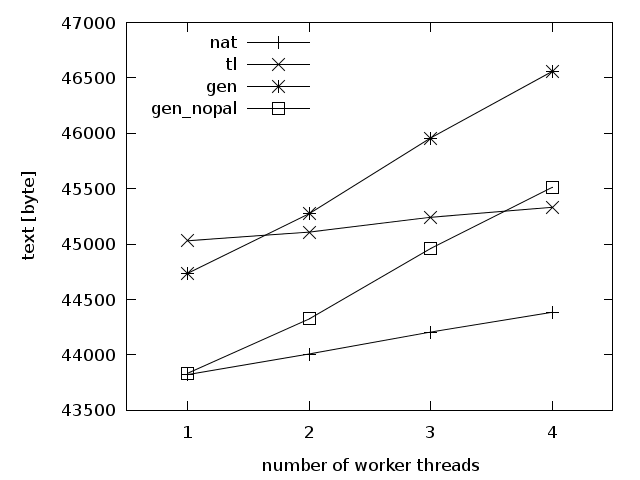 47000
46500
46000
45500
45000
44500
44000
43500
text [byte]
nat
tl
gen
gen_nopal
1 2 3 4
number of worker threads